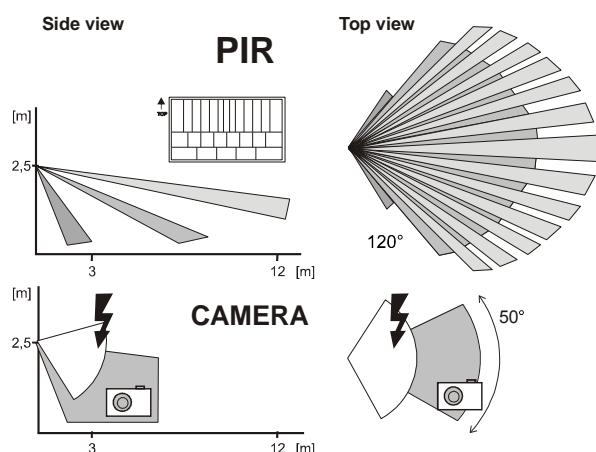 Side view
Top view
PIR
TOP
[m]
2,5
3
12
[m]
120°
[m]
CAMERA
2,5
50°
3
12
[m]